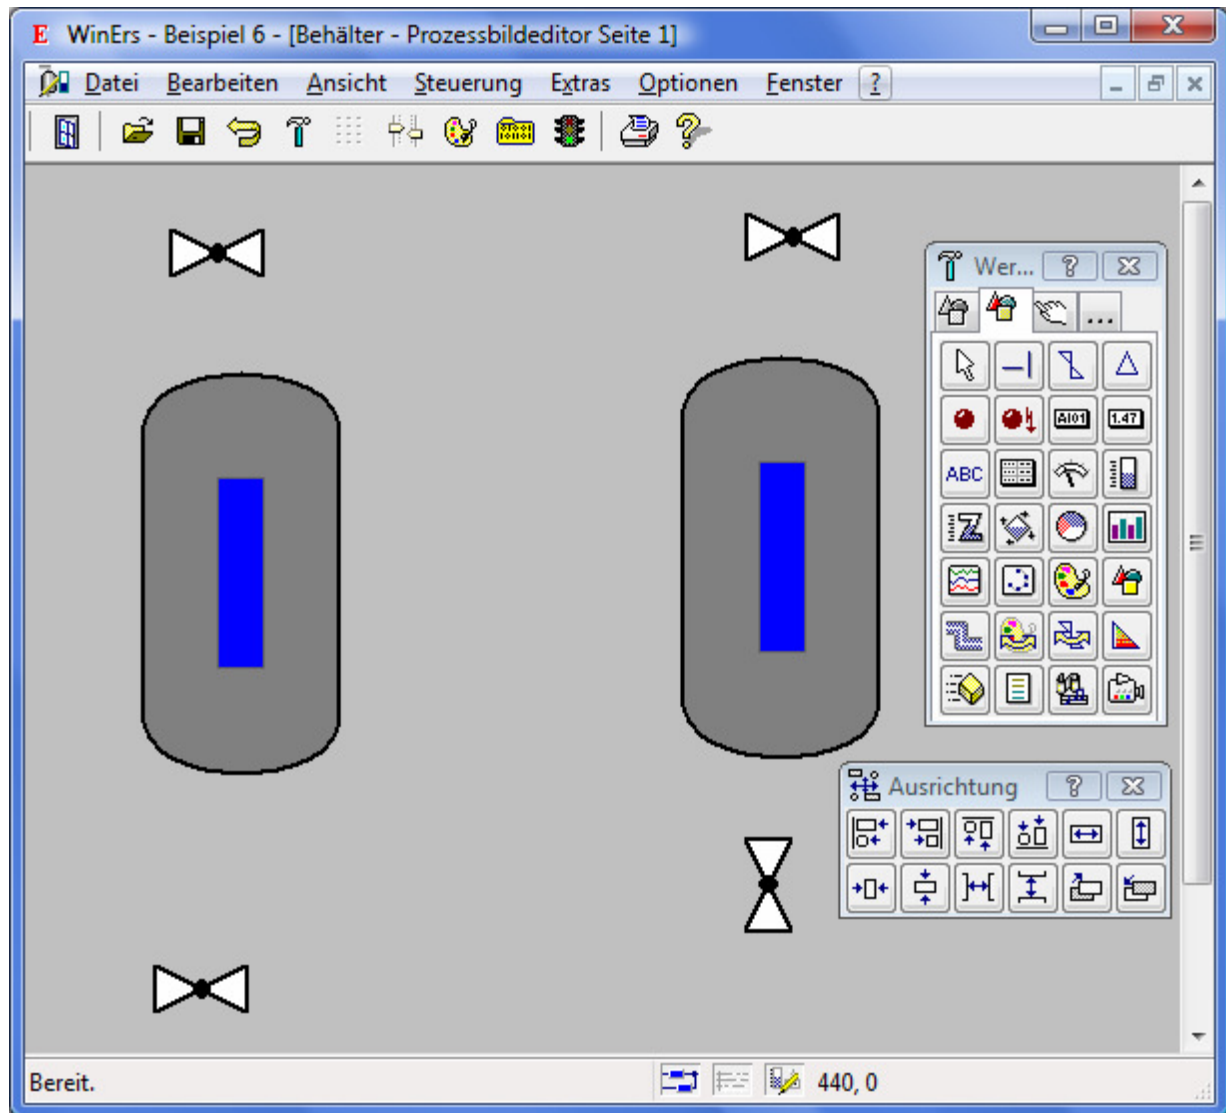 E WinErs - Beispiel 6 - [Behälter - Prozessbildeditor Seite 1]
Datei Bearbeiten Ansicht Steuerung Extras Optionen Fenster ?
Wer...
...
AI01 1.47
ABC
Ausrichtung
Bereit. 440, 0